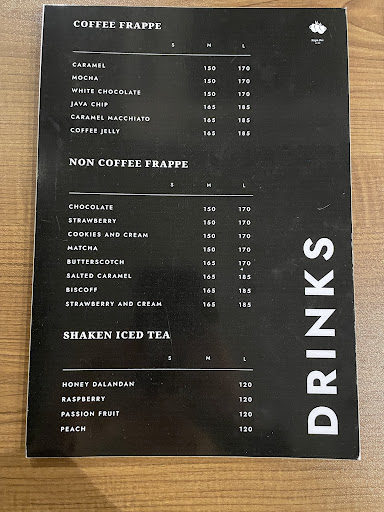 COFFEE FRAPPE
S M L
CARAMEL 150 170
MOCHA 150 170
WHITE CHOCOLATE 150 170
JAVA CHIP 165 185
CARAMEL MACCHIATO 165 185
COFFEE JELLY 165 185
NON COFFEE FRAPPE
S M L
CHOCOLATE 150 170
STRAWBERRY 150 170
COOKIES AND CREAM 150 170
MATCHA 150 170
BUTTERSCOTCH 165 170
SALTED CARAMEL 165 185
BISCOFF 165 185
STRAWBERRY AND CREAM 165 185
SHAKEN ICED TEA
S M L
HONEY DALANDAN 120
RASPBERRY 120
PASSION FRUIT 120
PEACH 120
DRINKS